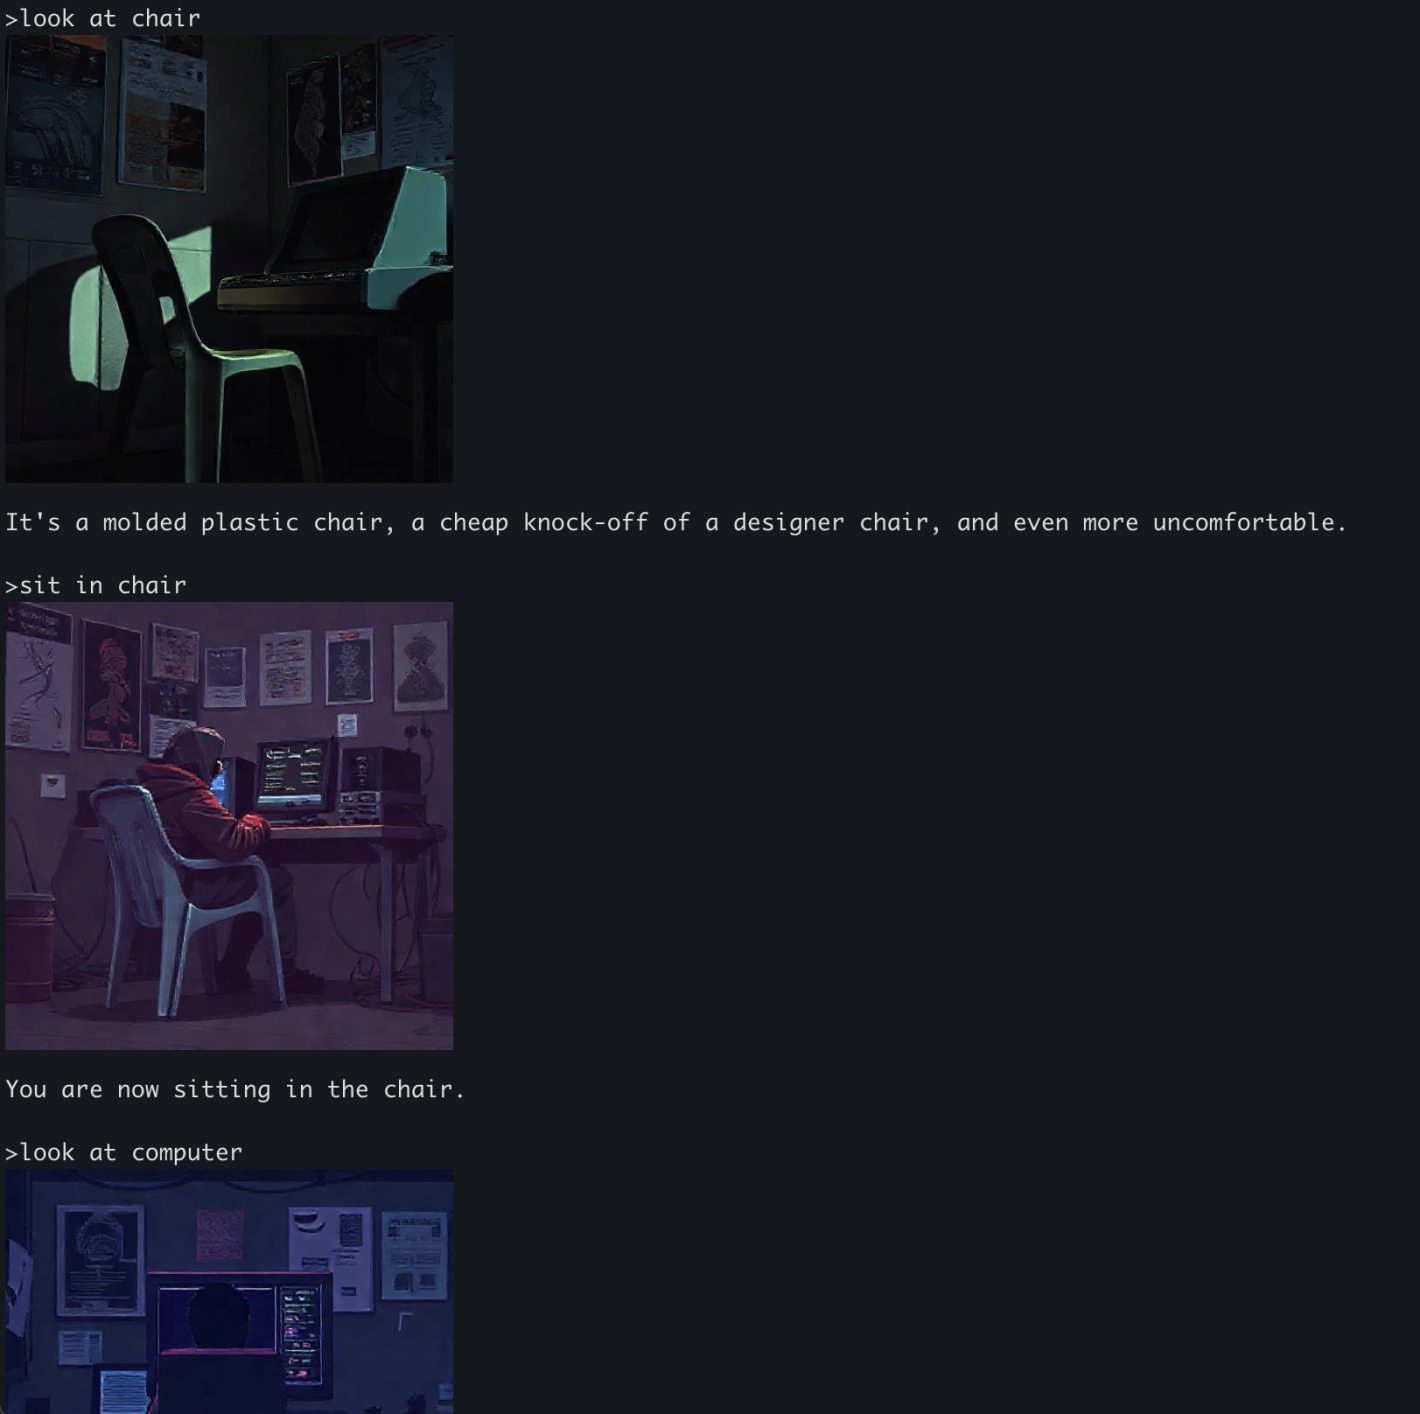 >look at chair
It's a molded plastic chair, a cheap knock-off of a designer chair, and even more uncomfortable.
>sit in chair
You are now sitting in the chair.
>look at computer